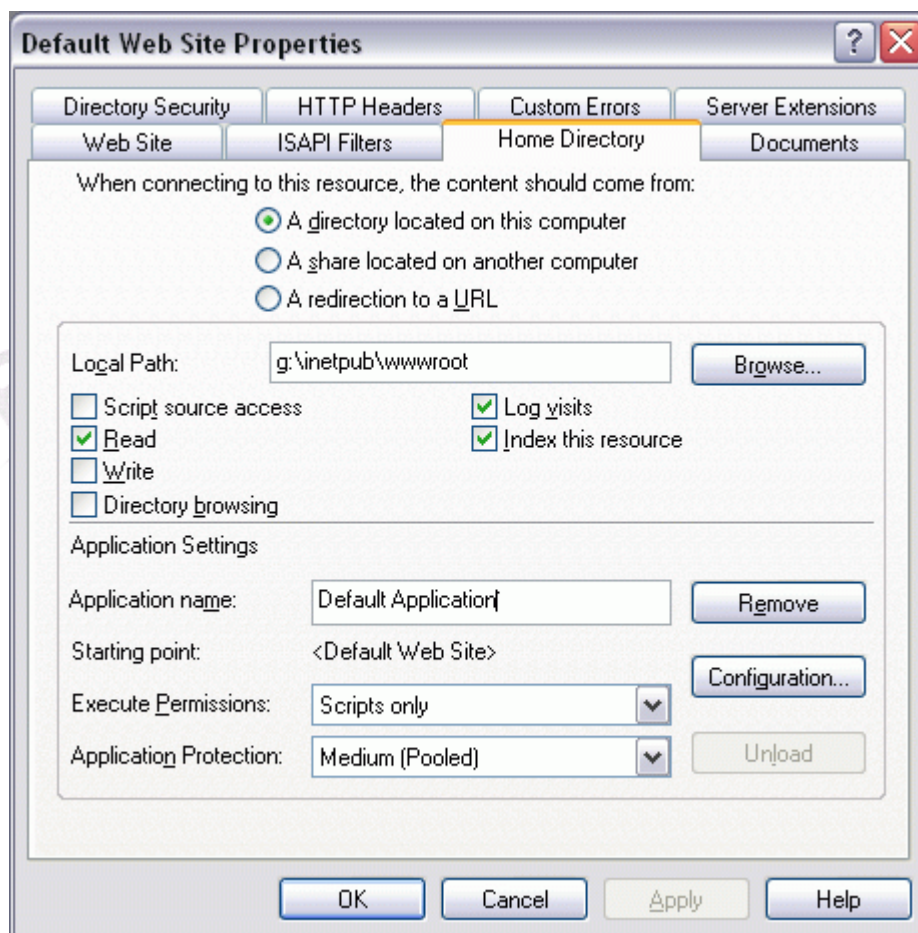 Default Web Site Properties
Directory Security HTTP Headers Custom Errors Server Extensions
Web Site ISAPI Filters Home Directory Documents
When connecting to this resource, the content should come from:
A directory located on this computer
A share located on another computer
A redirection to a URL
Local Path: g:\inetpub\wwwroot Browse...
Script source access Log visits
Read Index this resource
Write
Directory browsing
Application Settings
Application name: Default Application Remove
Starting point: <Default Web Site>
Configuration...
Execute Permissions: Scripts only
Application Protection: Medium (Pooled) Unload
OK Cancel Apply Help